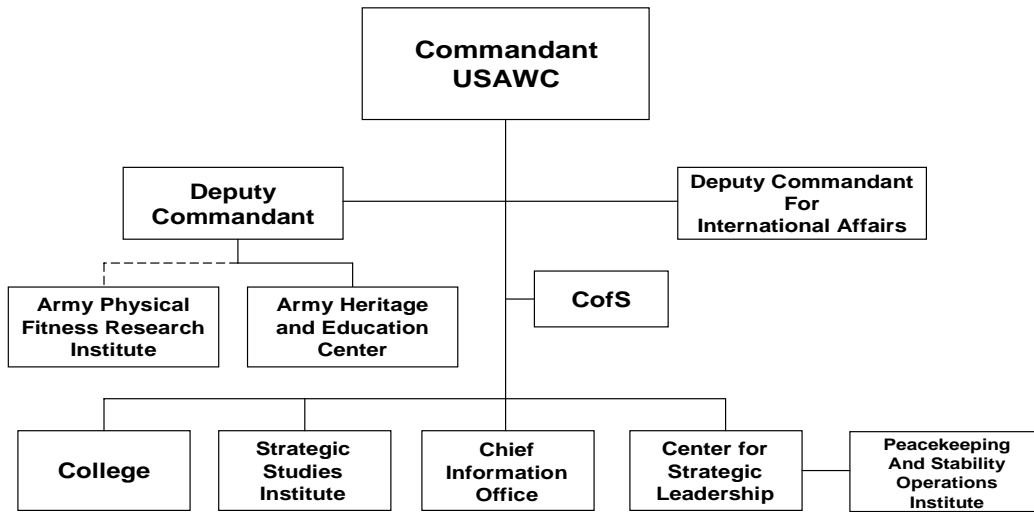 Commandant
USAWC
Deputy
Commandant
Deputy Commandant
For
International Affairs
Army Physical
Fitness Research
Institute
Army Heritage
and Education
Center
CofS
College
Strategic
Studies
Institute
Chief
Information
Office
Center for
Strategic
Leadership
Peacekeeping
And Stability
Operations
Institute